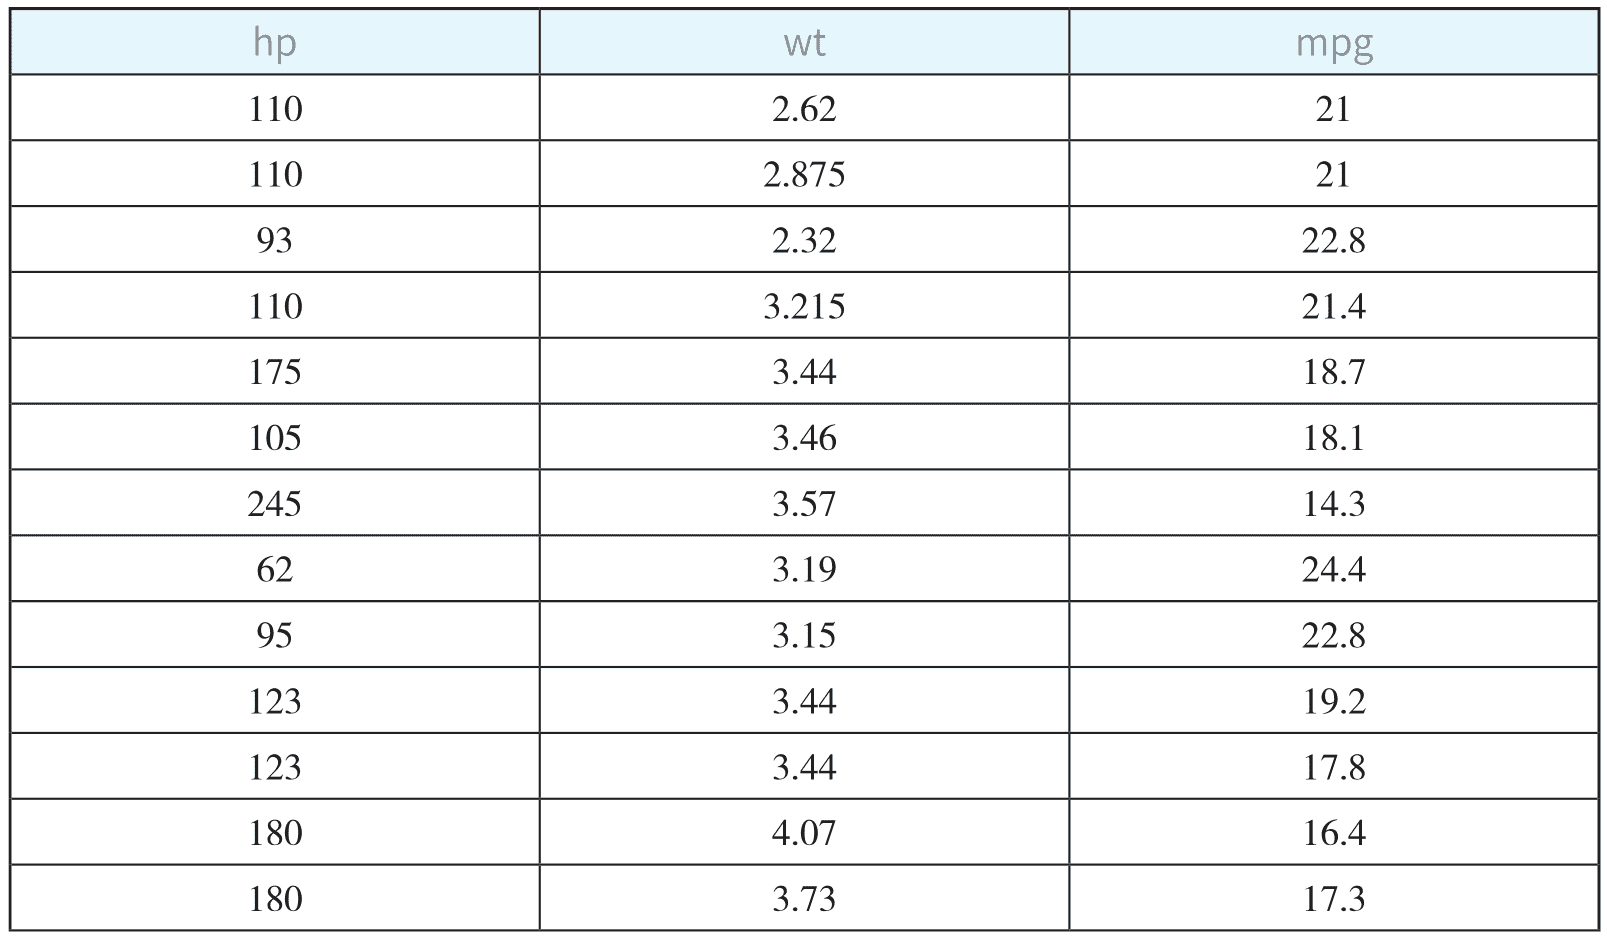 hp wt mpg
110 2.62 21
110 2.875 21
93 2.32 22.8
110 3.215 21.4
175 3.44 18.7
105 3.46 18.1
245 3.57 14.3
62 3.19 24.4
95 3.15 22.8
123 3.44 19.2
123 3.44 17.8
180 4.07 16.4
180 3.73 17.3